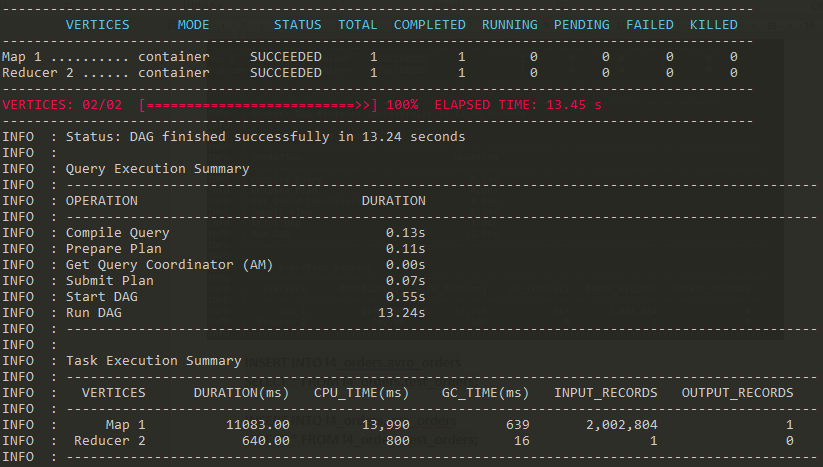 ----------------------------------------------------------------------------------------------
        VERTICES      MODE        STATUS  TOTAL  COMPLETED  RUNNING  PENDING  FAILED  KILLED
----------------------------------------------------------------------------------------------
Map 1 .......... container     SUCCEEDED      1          1        0        0       0       0
Reducer 2 ...... container     SUCCEEDED      1          1        0        0       0       0
----------------------------------------------------------------------------------------------
VERTICES: 02/02  [==========================>>] 100%  ELAPSED TIME: 13.45 s
----------------------------------------------------------------------------------------------
INFO  : Status: DAG finished successfully in 13.24 seconds
INFO  :
INFO  : Query Execution Summary
INFO  : ----------------------------------------------------------------------------------------------
INFO  : OPERATION                            DURATION
INFO  : ----------------------------------------------------------------------------------------------
INFO  : Compile Query                           0.13s
INFO  : Prepare Plan                            0.11s
INFO  : Get Query Coordinator (AM)              0.00s
INFO  : Submit Plan                             0.07s
INFO  : Start DAG                               0.55s
INFO  : Run DAG                                13.24s
INFO  : ----------------------------------------------------------------------------------------------
INFO  :
INFO  : Task Execution Summary
INFO  : ----------------------------------------------------------------------------------------------
INFO  :   VERTICES      DURATION(ms)   CPU_TIME(ms)    GC_TIME(ms)   INPUT_RECORDS   OUTPUT_RECORDS
INFO  : ----------------------------------------------------------------------------------------------
INFO  :      Map 1          11083.00         13,990            639       2,002,804                1
INFO  :  Reducer 2            640.00            800             16               1                0
INFO  : ----------------------------------------------------------------------------------------------